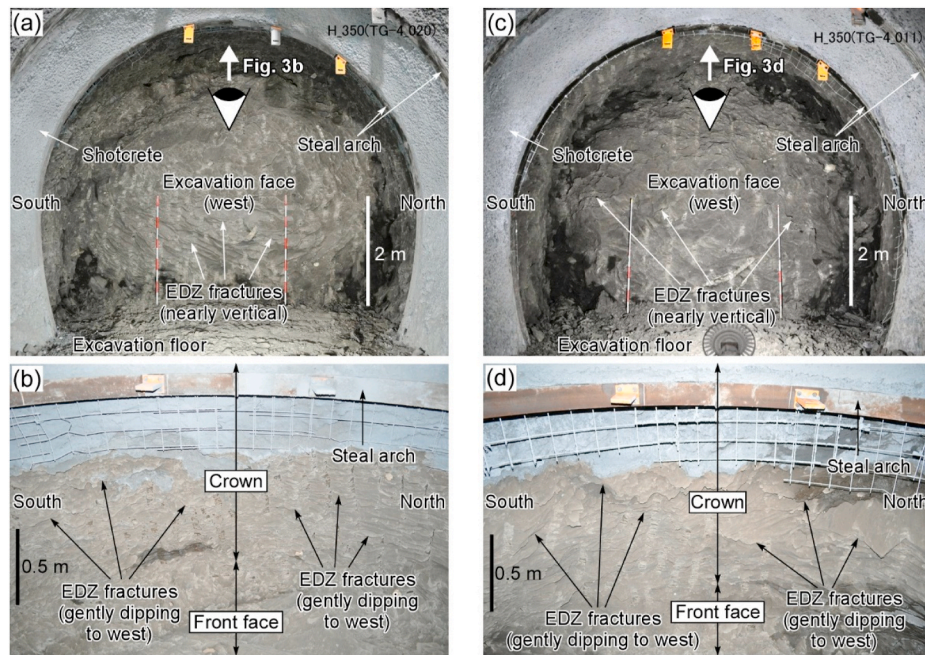 (a)
H_350(TG-4_020)
Fig. 3b
Steal arch
Shotcrete
South
Excavation face
(west)
North
2 m
EDZ fractures
(nearly vertical)
Excavation floor
(c)
H_350(TG-4_011)
Fig. 3d
Steal arch
Shotcrete
South
Excavation face
(west)
North
2 m
EDZ fractures
(nearly vertical)
Excavation floor
(b)
Steal arch
South
Crown
North
0.5 m
EDZ fractures
(gently dipping
to west)
EDZ fractures
(gently dipping
to west)
Front face
(d)
Steal arch
South
North
Crown
0.5 m
EDZ fractures
(gently dipping to west)
Front face
EDZ fractures
(gently dipping
to west)